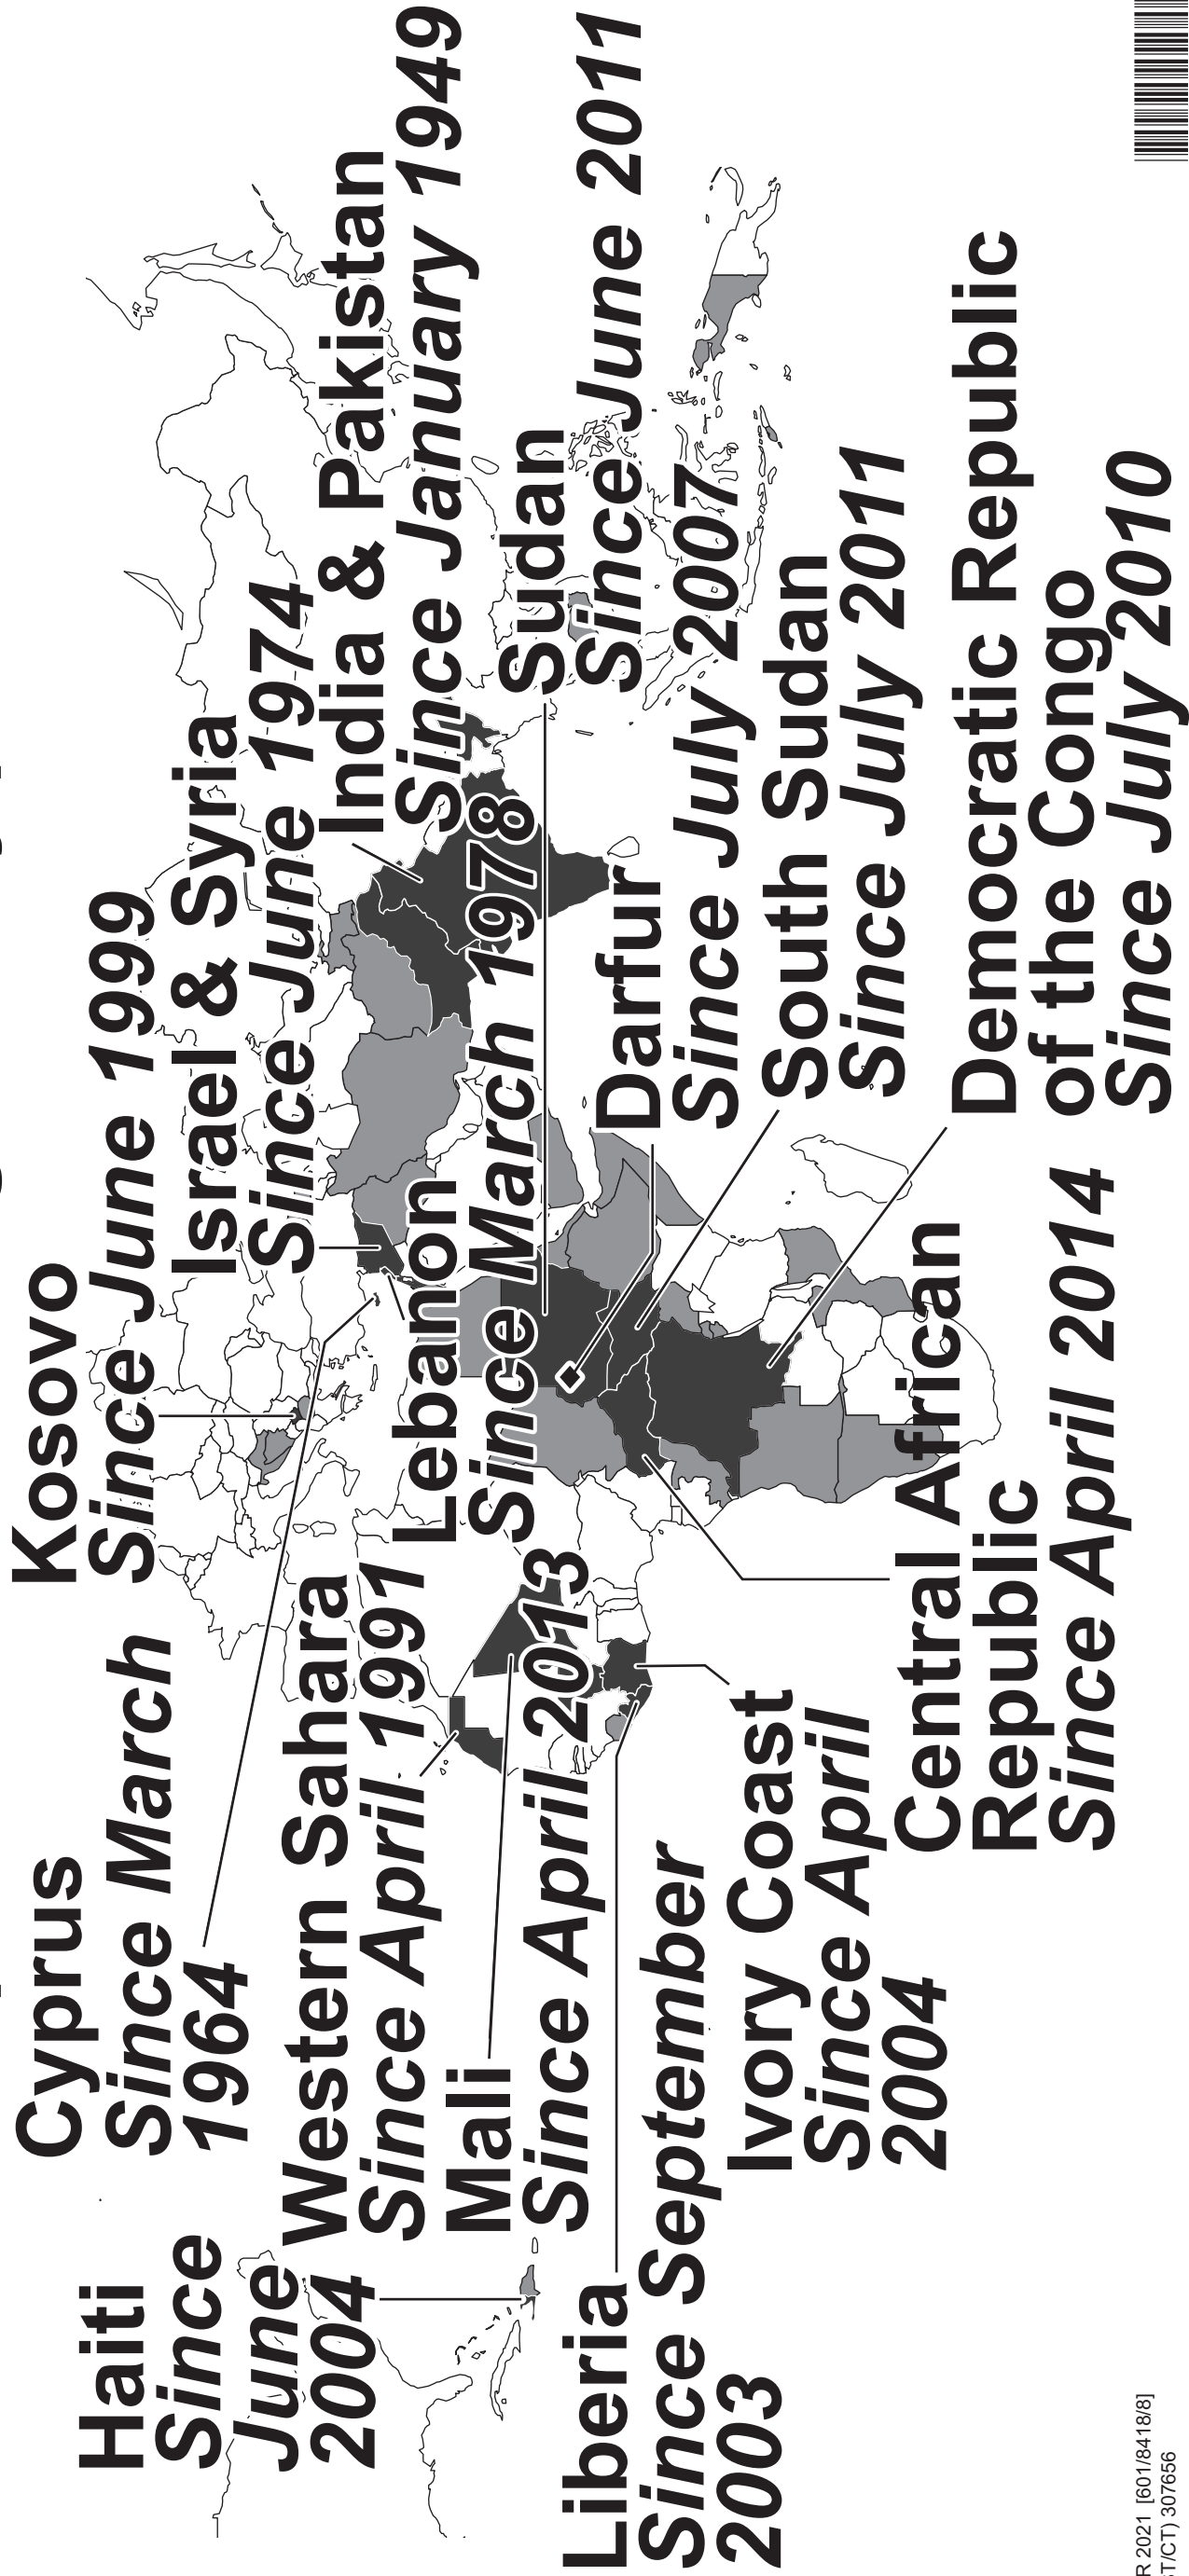 Cyprus
Since March
1964
Kosovo
Since June 1999
Haiti
Since
June
2004
Israel & Syria
Since June 1974
Western Sahara
Since April 1991
India & Pakistan
Since January 1949
Lebanon
Since March 1978
Mali
Since April 2013
Sudan
Since June 2011
Liberia
Since September
2003
Darfur
Since July 2007
Ivory Coast
Since April
2004
South Sudan
Since July 2011
Central African
Republic
Since April 2014
Democratic Republic
of the Congo
Since July 2010
R 2021 [601/8418/8]
T/CT) 307656